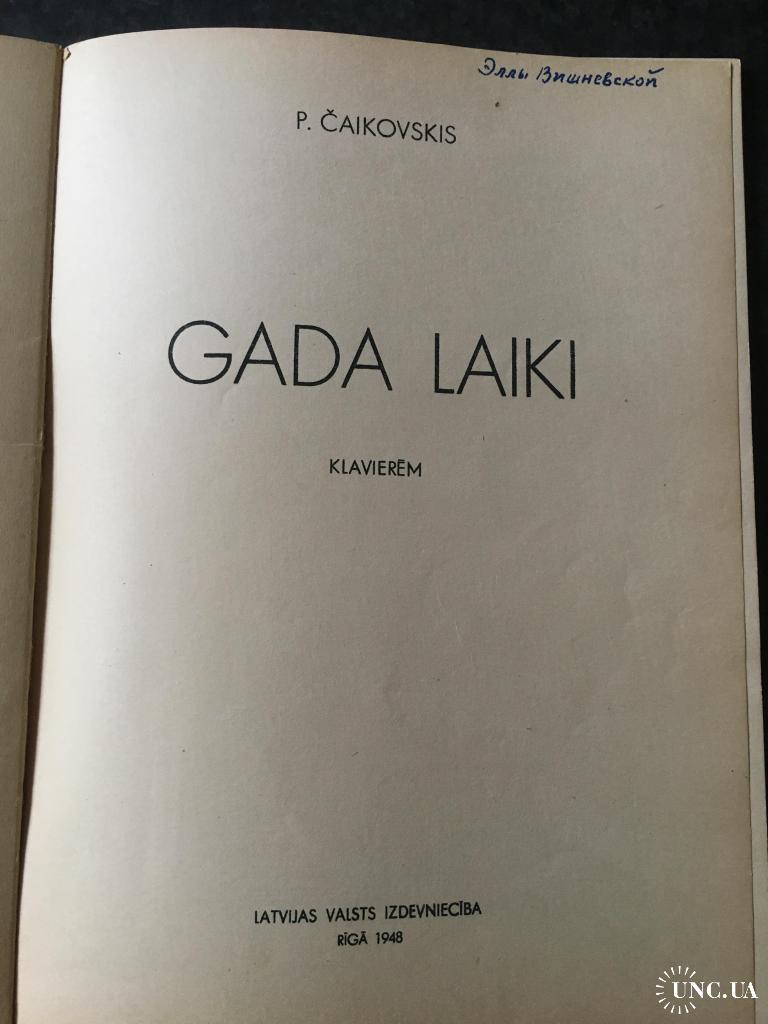 Эллы Вишневской
P. ČAIKOVSKIS
GADA LAIKI
KLAVIERĒM
LATVIJAS VALSTS IZDEVNIECĪBA
RĪGĀ 1948
UNC.UA